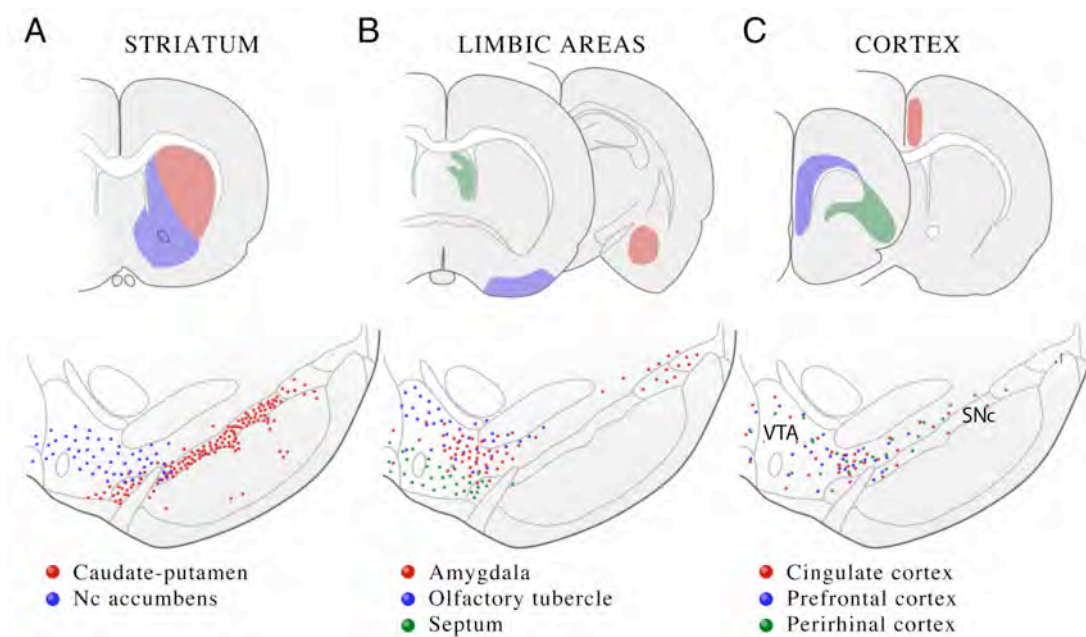 A
STRIATUM
B
LIMBIC AREAS
C
CORTEX
VTA
SNc
Caudate-putamen
Nc accumbens
Amygdala
Olfactory tubercle
Septum
Cingulate cortex
Prefrontal cortex
Perirhinal cortex